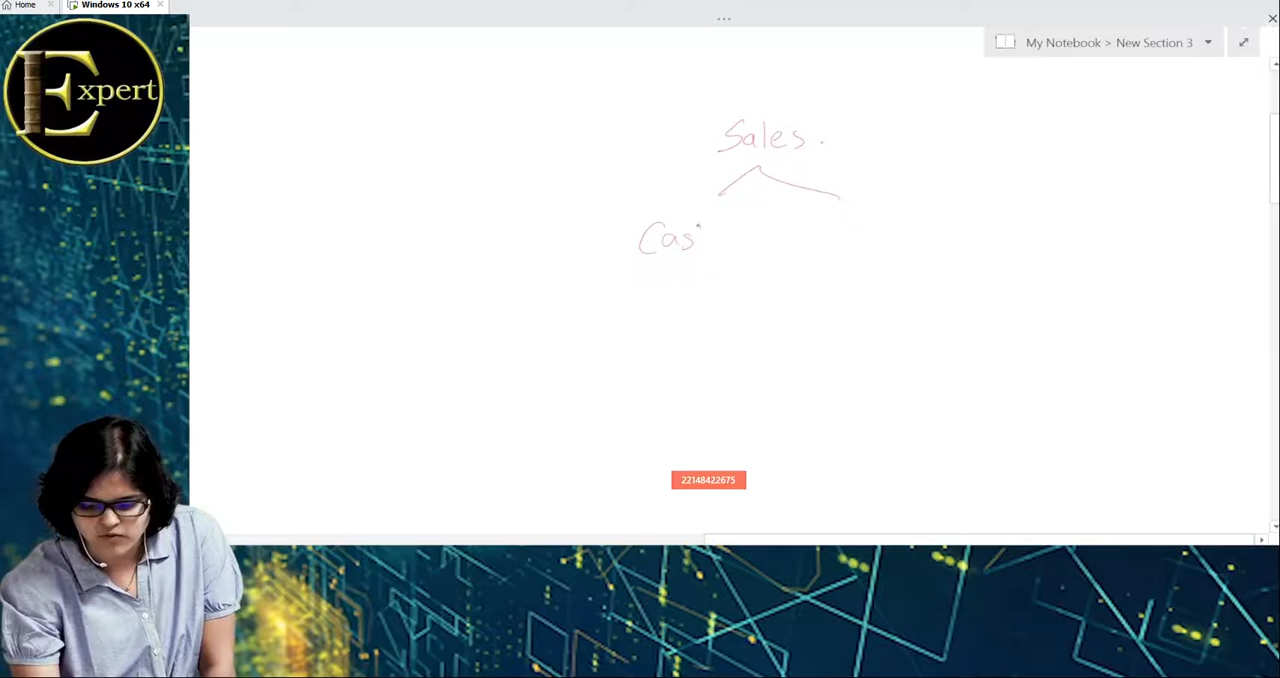 Home
Windows 10 x64
Expert
My Notebook > New Section 3
Sales.
Cas
22148422675